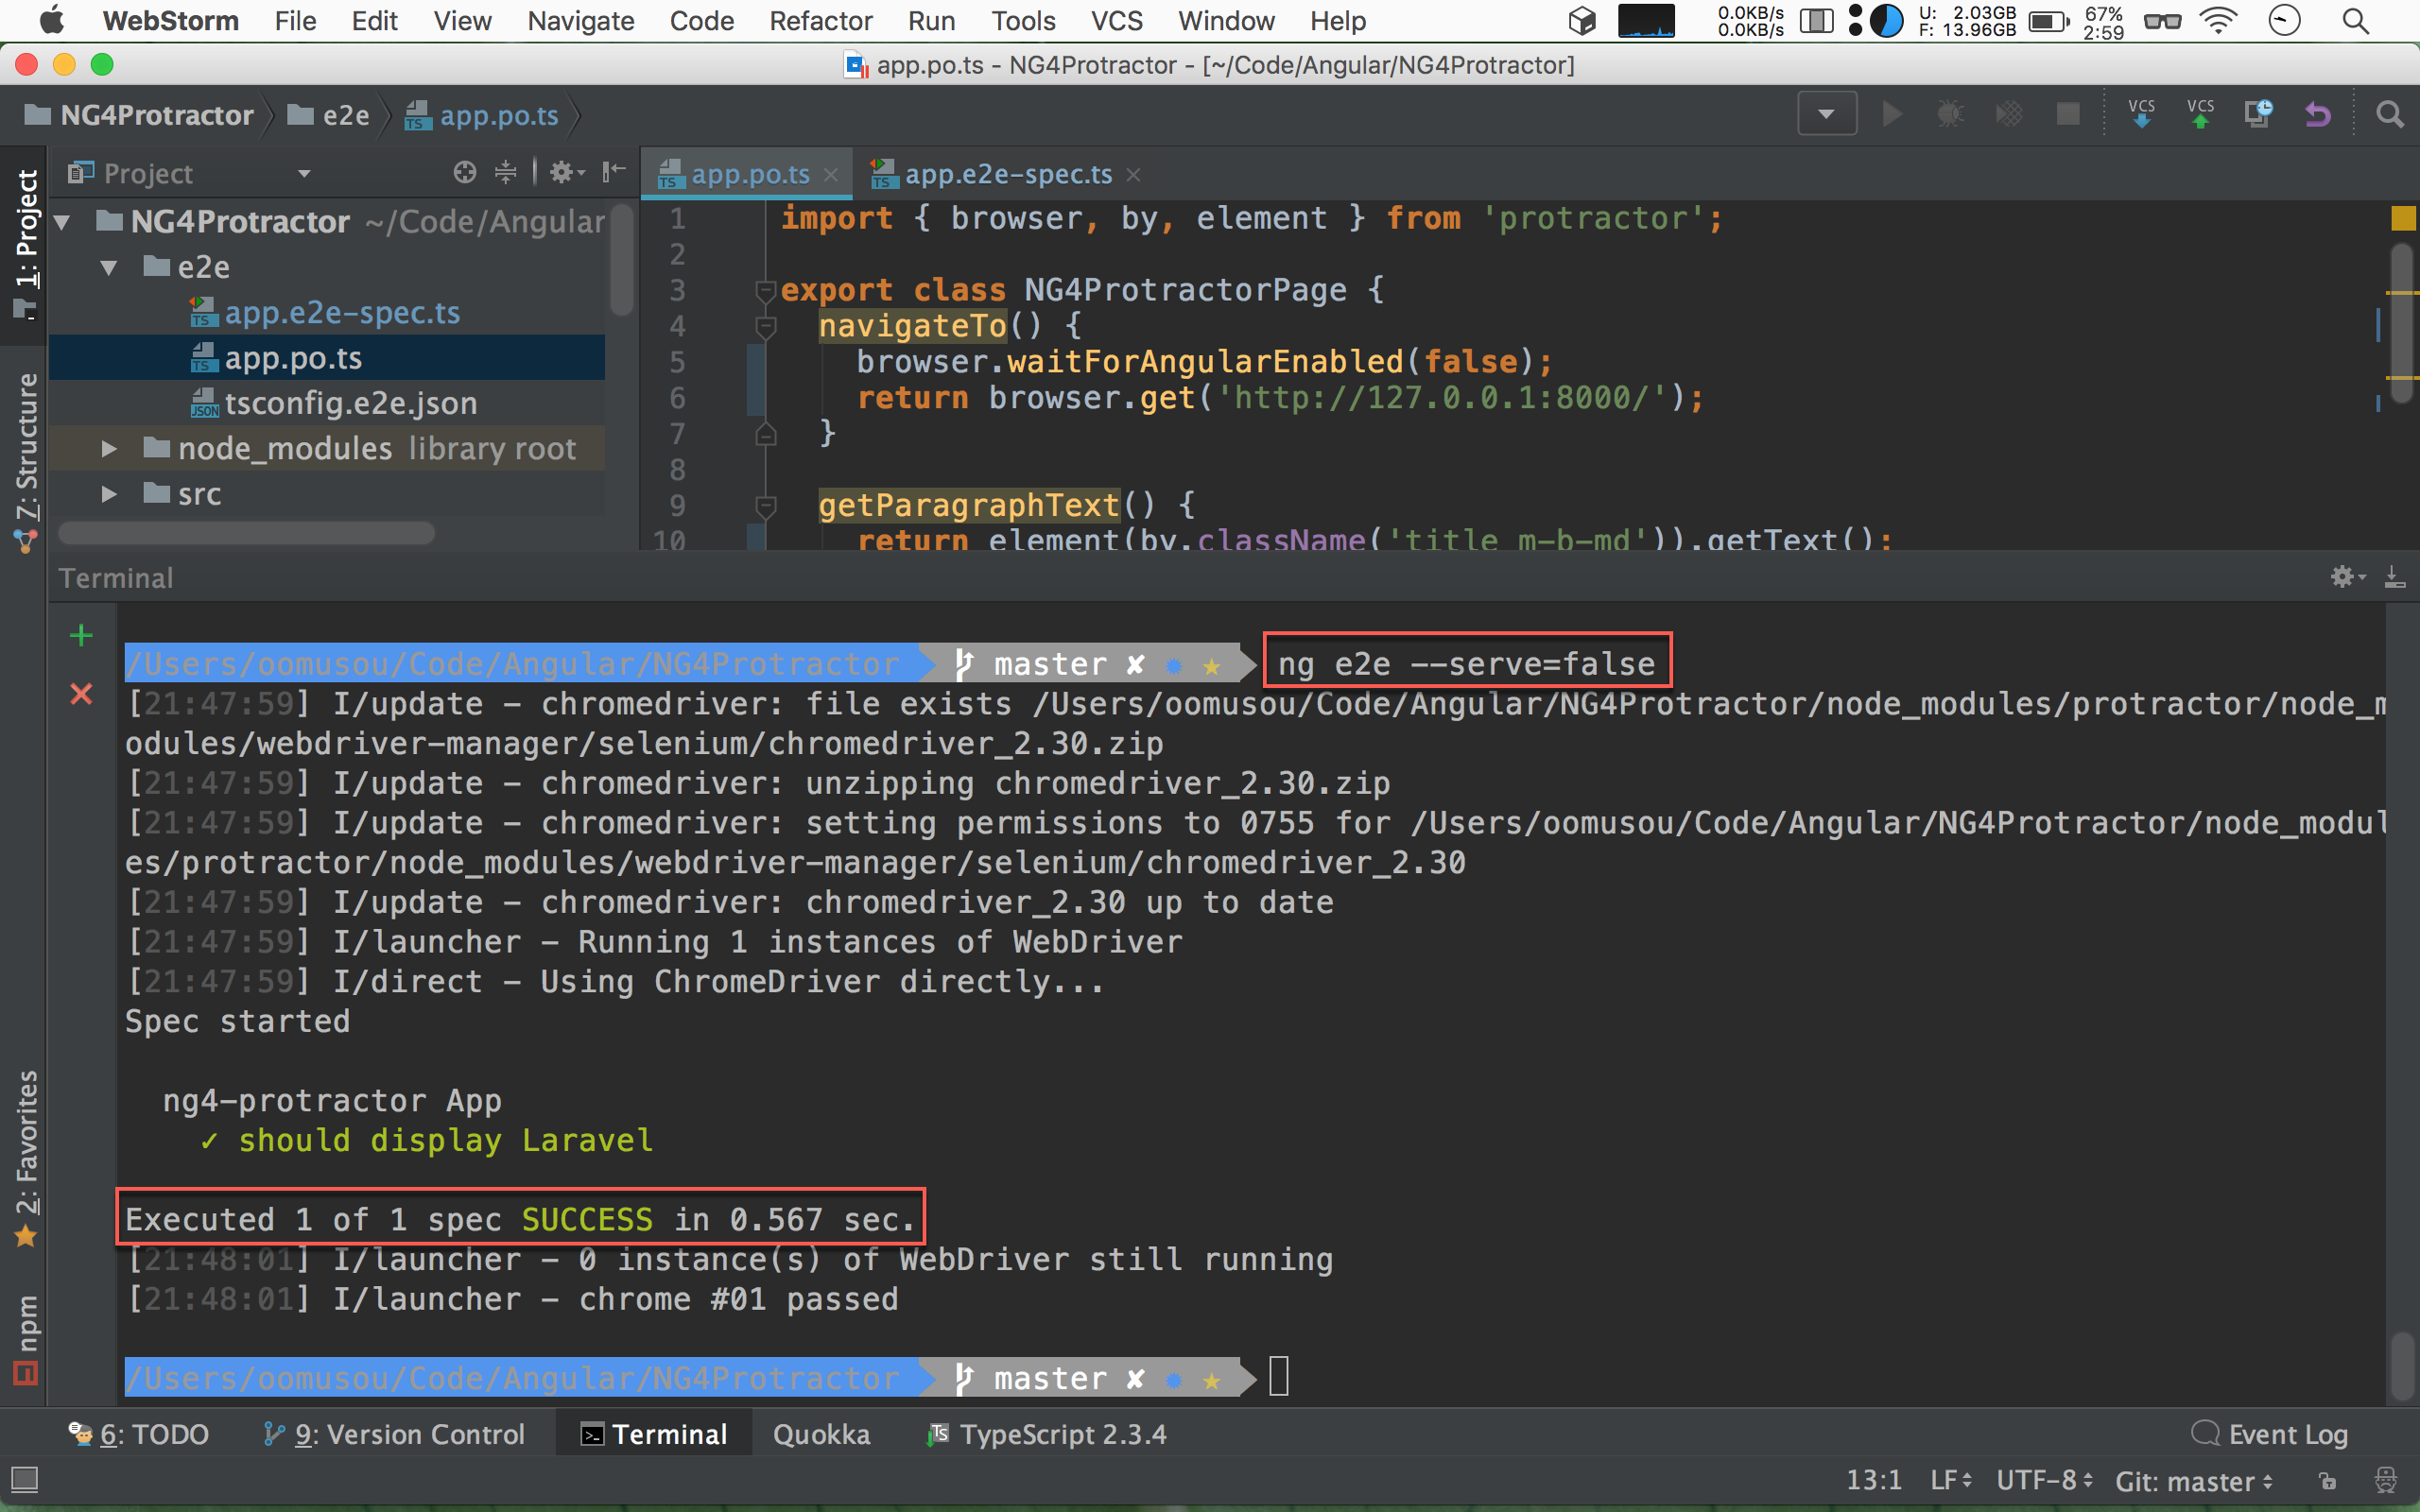 WebStorm File Edit View Navigate Code Refactor Run Tools VCS Window Help
0.0KB/s
0.0KB/s
U: 2.03GB
F: 13.96GB
67%
2:59
app.po.ts - NG4Protractor - [~/Code/Angular/NG4Protractor]
NG4Protractor e2e app.po.ts
VCS VCS
1: Project
Project
app.po.ts app.e2e-spec.ts
NG4Protractor ~/Code/Angular
e2e
app.e2e-spec.ts
app.po.ts
tsconfig.e2e.json
node_modules library root
src
7: Structure
1 import { browser, by, element } from 'protractor';
2
3 export class NG4ProtractorPage {
4 navigateTo() {
5 browser.waitForAngularEnabled(false);
6 return browser.get('http://127.0.0.1:8000/');
7 }
8
9 getParagraphText() {
10 return element(by.className('title m-b-md')).getText();
Terminal
/Users/oomusou/Code/Angular/NG4Protractor master ✘ ng e2e --serve=false
[21:47:59] I/update - chromedriver: file exists /Users/oomusou/Code/Angular/NG4Protractor/node_modules/protractor/node_m
odules/webdriver-manager/selenium/chromedriver_2.30.zip
[21:47:59] I/update - chromedriver: unzipping chromedriver_2.30.zip
[21:47:59] I/update - chromedriver: setting permissions to 0755 for /Users/oomusou/Code/Angular/NG4Protractor/node_modul
es/protractor/node_modules/webdriver-manager/selenium/chromedriver_2.30
[21:47:59] I/update - chromedriver: chromedriver_2.30 up to date
[21:47:59] I/launcher - Running 1 instances of WebDriver
[21:47:59] I/direct - Using ChromeDriver directly...
Spec started
ng4-protractor App
✓ should display Laravel
Executed 1 of 1 spec SUCCESS in 0.567 sec.
[21:48:01] I/launcher - 0 instance(s) of WebDriver still running
[21:48:01] I/launcher - chrome #01 passed
/Users/oomusou/Code/Angular/NG4Protractor master ✘
2: Favorites
npm
6: TODO 9: Version Control Terminal Quokka TypeScript 2.3.4 Event Log
13:1 LF UTF-8 Git: master